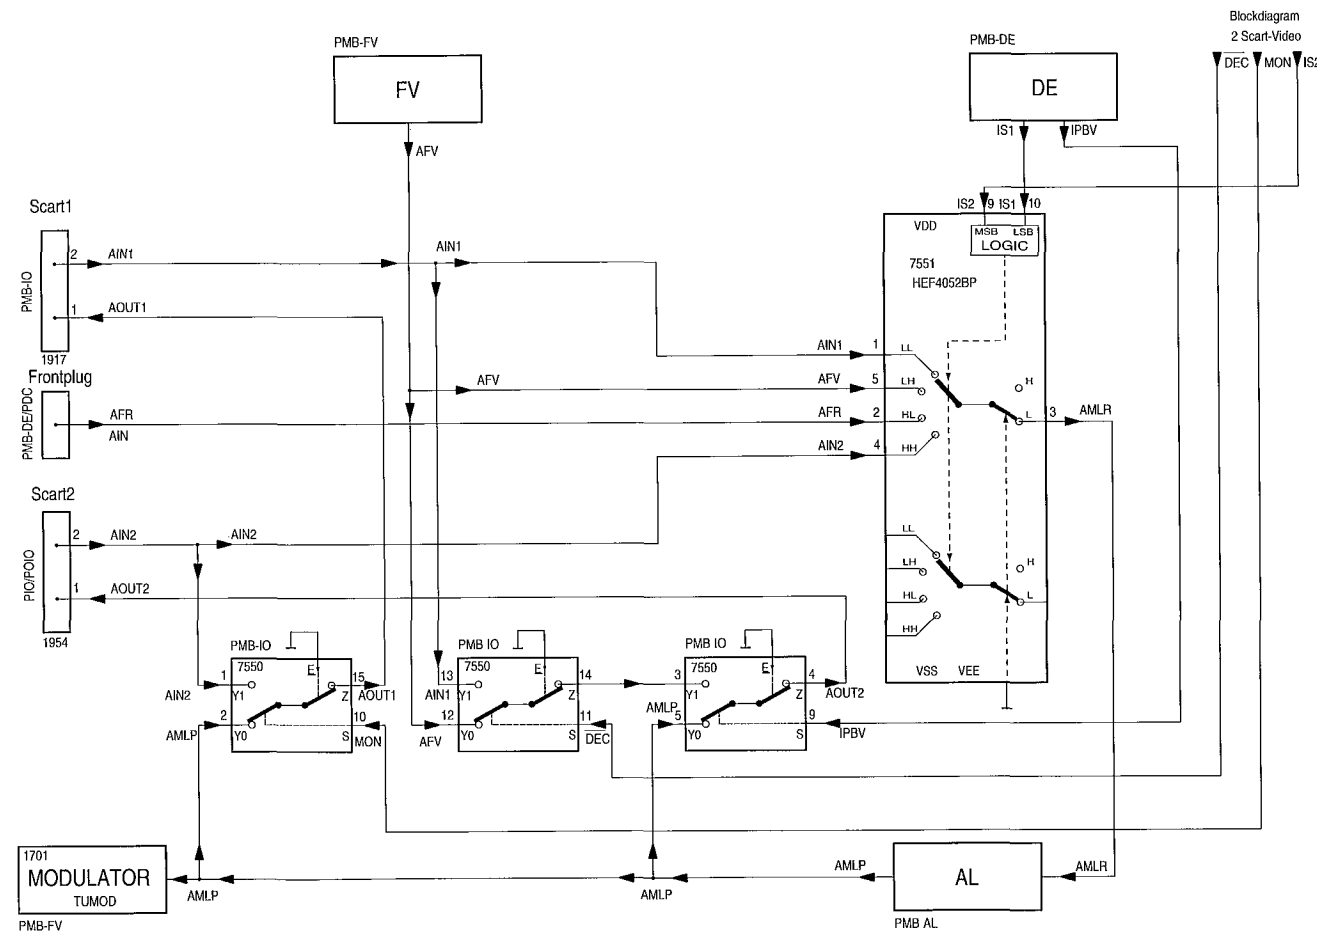 Blockdiagram
2 Scart-Video
DEC MON IS2
PMB-FV
FV
AFV
PMB-DE
DE
IS1 IPBV
Scart1
PMB-IO
2 AIN1
AIN1
1 AOUT1
1917
Frontplug
PMB-DE/PDC
AFR
AIN
Scart2
PIO/POIO
2 AIN2
AIN2
1 AOUT2
1954
IS2 9 IS1 10
VDD
MSB LSB
LOGIC
7551
HEF4052BP
AIN1 1 LL
AFV
AFV 5 LH
AFR 2 HL
AIN2 4 HH
H
L 3 AMLR
LL
LH
HL
HH
H
L
VSS VEE
PMB-IO
7550
E
1 Y1
AIN2
2 Y0
AMLP
15 Z
AOUT1
10 S
MON
PMB IO
7550
E
13 Y1
AIN1
12 Y0
AFV
14 Z
11 S
DEC
PMB IO
7550
E
3 Y1
AMLP
5 Y0
4 Z
AOUT2
9 S
IPBV
1701
MODULATOR
TUMOD
PMB-FV
AMLP
AMLP
AMLP
AL
AMLR
PMB AL